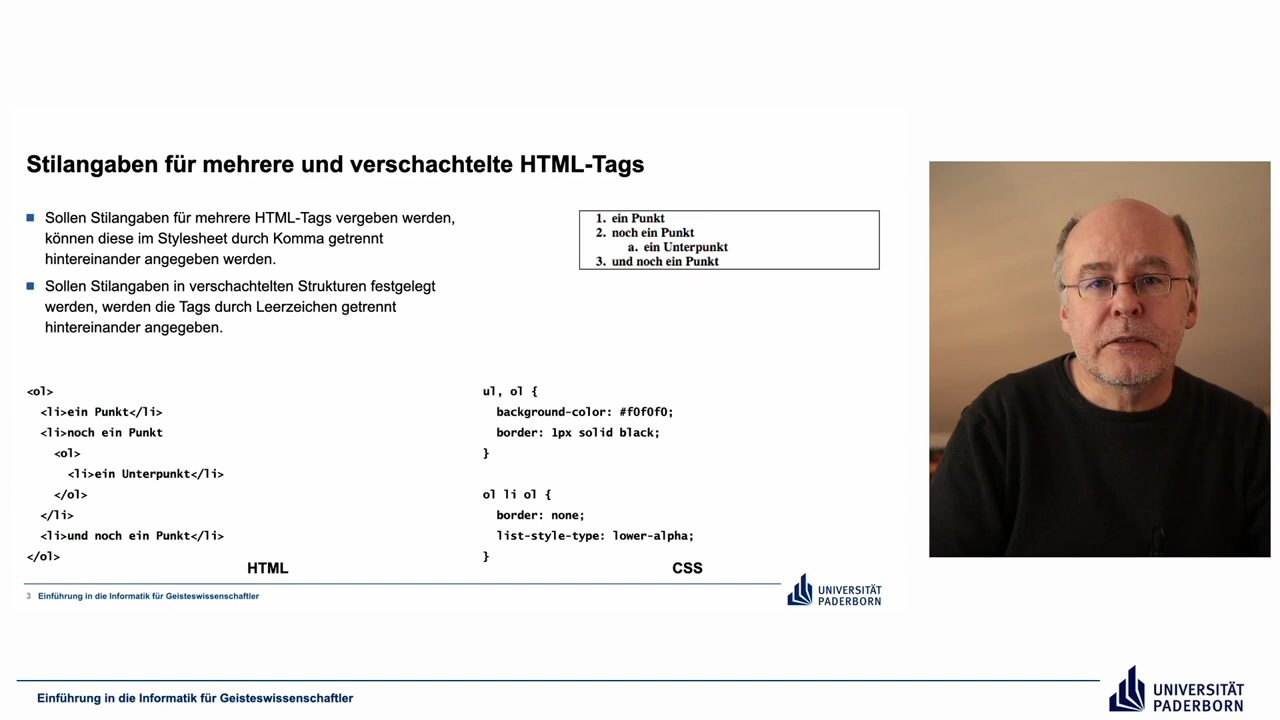 Stilangaben für mehrere und verschachtelte HTML-Tags
Sollen Stilangaben für mehrere HTML-Tags vergeben werden,
können diese im Stylesheet durch Komma getrennt
hintereinander angegeben werden.
Sollen Stilangaben in verschachtelten Strukturen festgelegt
werden, werden die Tags durch Leerzeichen getrennt
hintereinander angegeben.
1. ein Punkt
2. noch ein Punkt
a. ein Unterpunkt
3. und noch ein Punkt
<ol>
<li>ein Punkt</li>
<li>noch ein Punkt
<ol>
<li>ein Unterpunkt</li>
</ol>
</li>
<li>und noch ein Punkt</li>
</ol>
HTML
ul, ol {
background-color: #f0f0f0;
border: 1px solid black;
}
ol li ol {
border: none;
list-style-type: lower-alpha;
}
CSS
3 Einführung in die Informatik für Geisteswissenschaftler
UNIVERSITÄT
PADERBORN
Einführung in die Informatik für Geisteswissenschaftler
UNIVERSITÄT
PADERBORN